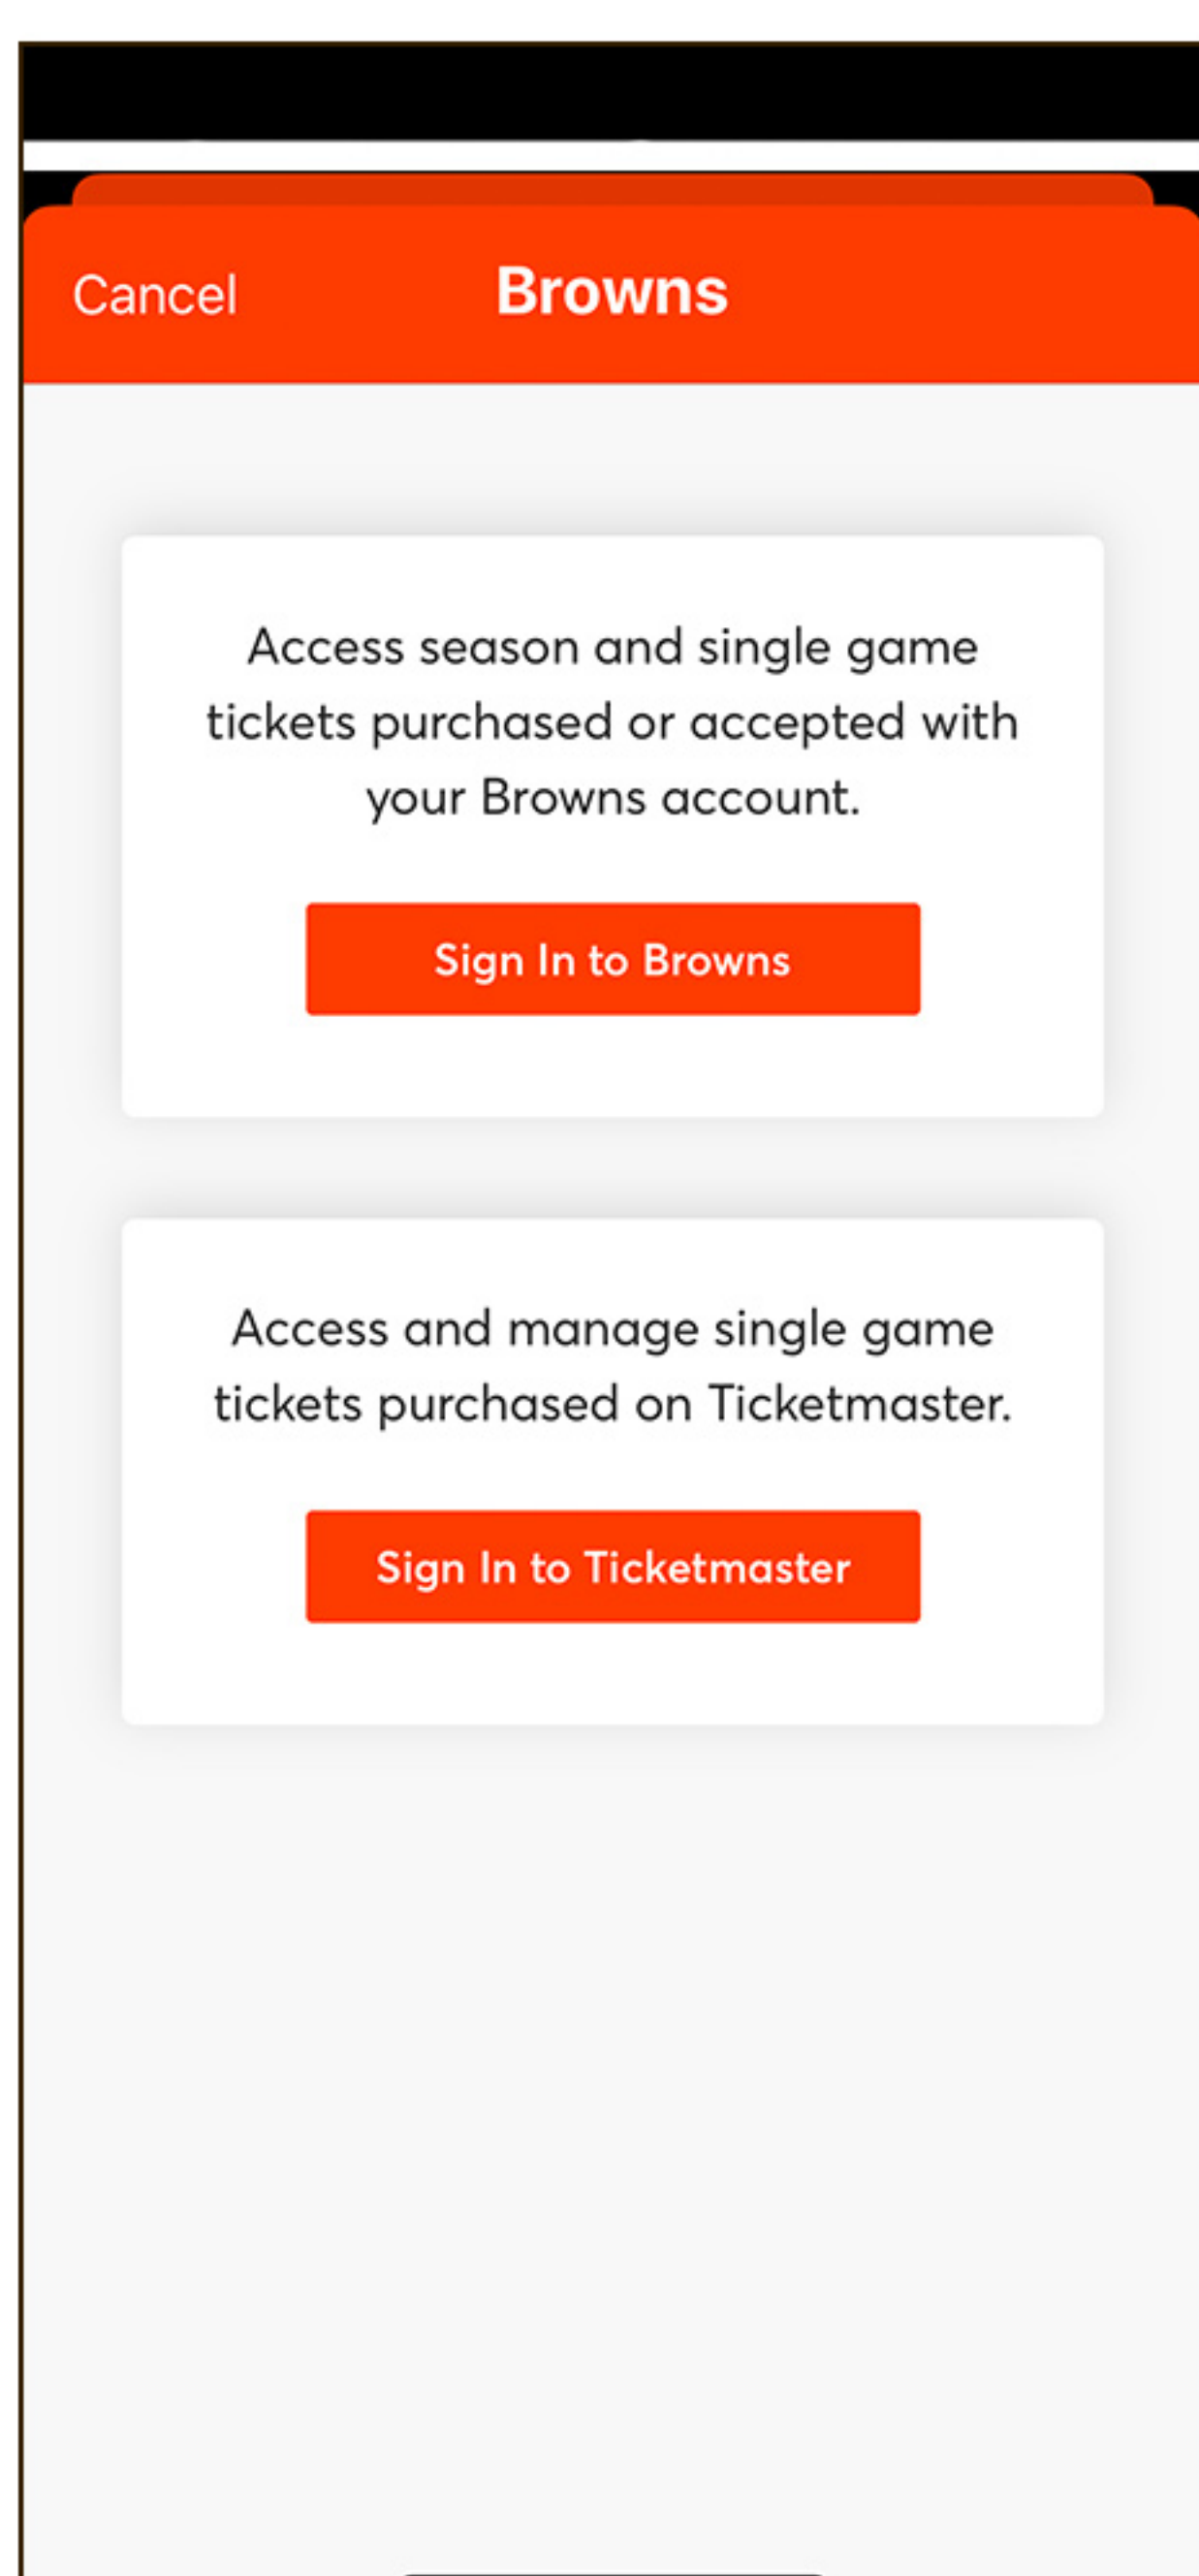 Cancel
Browns
Access season and single game
tickets purchased or accepted with
your Browns account.
Sign In to Browns
Access and manage single game
tickets purchased on Ticketmaster.
Sign In to Ticketmaster